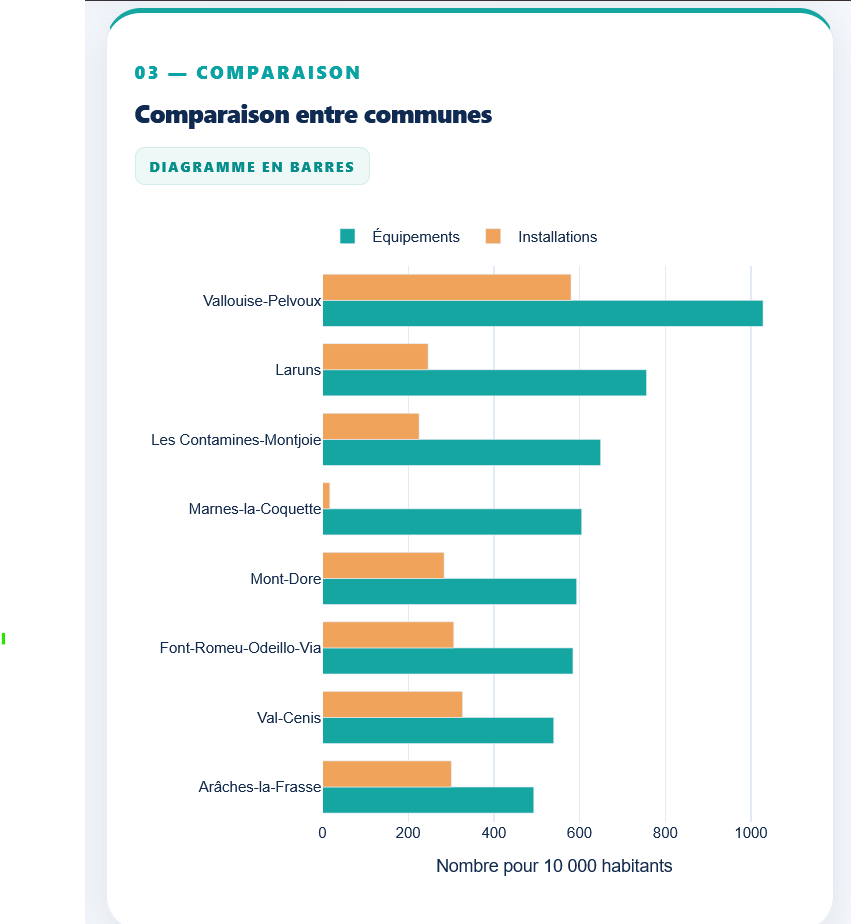 03 — COMPARAISON
Comparaison entre communes
DIAGRAMME EN BARRES
Équipements Installations
Vallouise-Pelvoux
Laruns
Les Contamines-Montjoie
Marnes-la-Coquette
Mont-Dore
Font-Romeu-Odeillo-Via
Val-Cenis
Arâches-la-Frasse
0 200 400 600 800 1000
Nombre pour 10 000 habitants